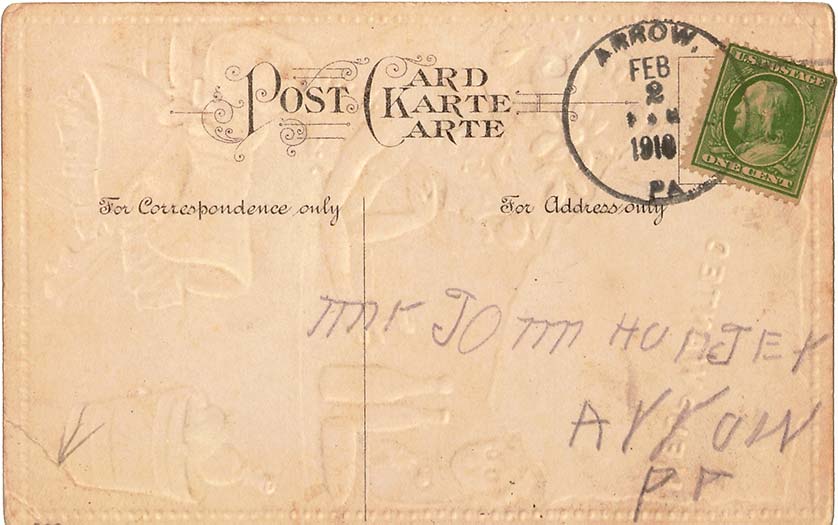 POST CARD
KARTE
CARTE
ARROW,
FEB
2
1910
PA.
U.S. POSTAGE
ONE CENT
For Correspondence only
For Address only
MR JOHN HUNTER
ARROW
PA